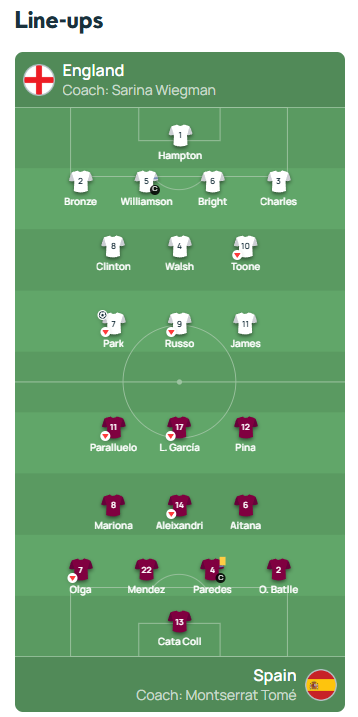 Line-ups
England
Coach: Sarina Wiegman
1
Hampton
2 5 6 3
C
Bronze Williamson Bright Charles
8 4 10
Clinton Walsh Toone
7 9 11
Park Russo James
11 17 12
Paralluelo L. García Pina
8 14 6
Mariona Aleixandri Aitana
7 22 4 2
C
Olga Mendez Paredes O. Batlle
13
Cata Coll
Spain
Coach: Montserrat Tomé